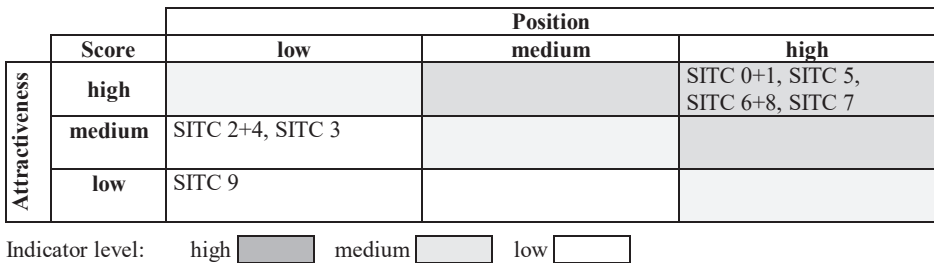 Position
Score low medium high
Attractiveness
high SITC 0+1, SITC 5,
SITC 6+8, SITC 7
medium SITC 2+4, SITC 3
low SITC 9
Indicator level: high medium low